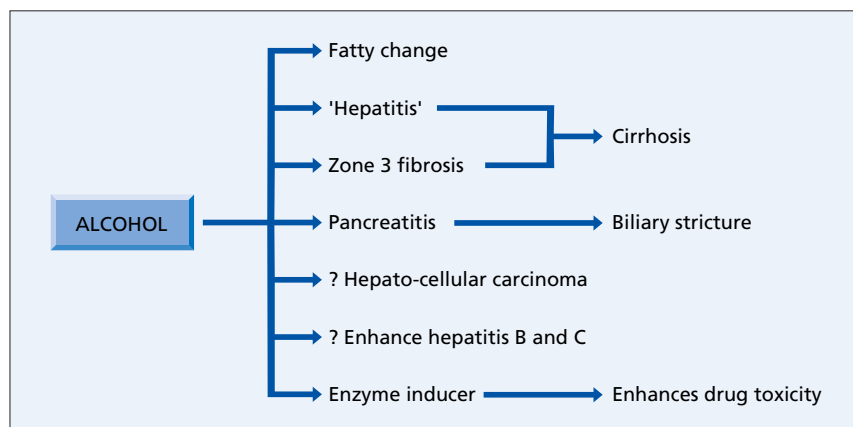 Fatty change
'Hepatitis'
Cirrhosis
Zone 3 fibrosis
ALCOHOL
Pancreatitis
Biliary stricture
? Hepato-cellular carcinoma
? Enhance hepatitis B and C
Enzyme inducer
Enhances drug toxicity